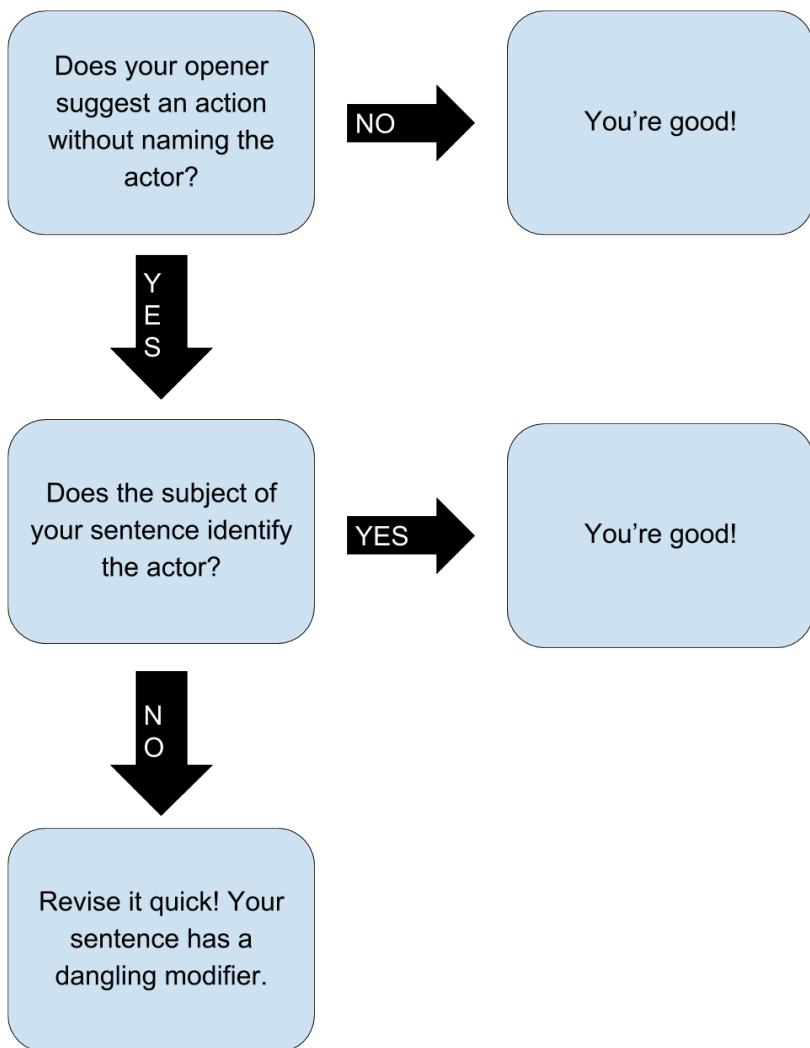 Does your opener
suggest an action
without naming the
actor?
NO
You’re good!
Y
E
S
Does the subject of
your sentence identify
the actor?
YES
You’re good!
N
O
Revise it quick! Your
sentence has a
dangling modifier.